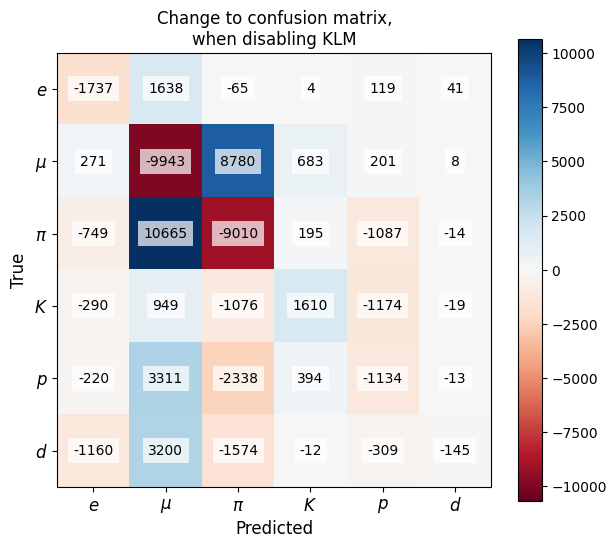 Change to confusion matrix,
when disabling KLM
e -1737 1638 -65 4 119 41
μ 271 -9943 8780 683 201 8
π -749 10665 -9010 195 -1087 -14
K -290 949 -1076 1610 -1174 -19
p -220 3311 -2338 394 -1134 -13
d -1160 3200 -1574 -12 -309 -145
e μ π K p d
Predicted
True
10000
7500
5000
2500
0
−2500
−5000
−7500
−10000